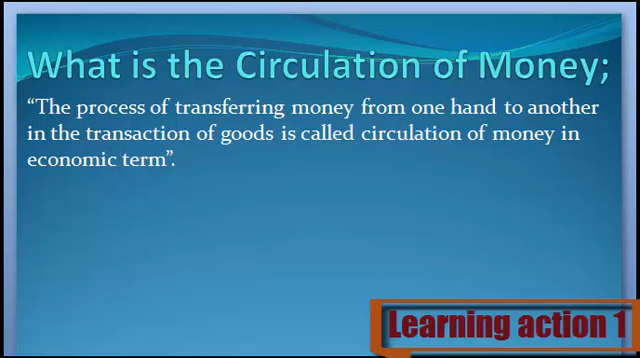 What is the Circulation of Money;
“The process of transferring money from one hand to another
in the transaction of goods is called circulation of money in
economic term”.
Learning action 1